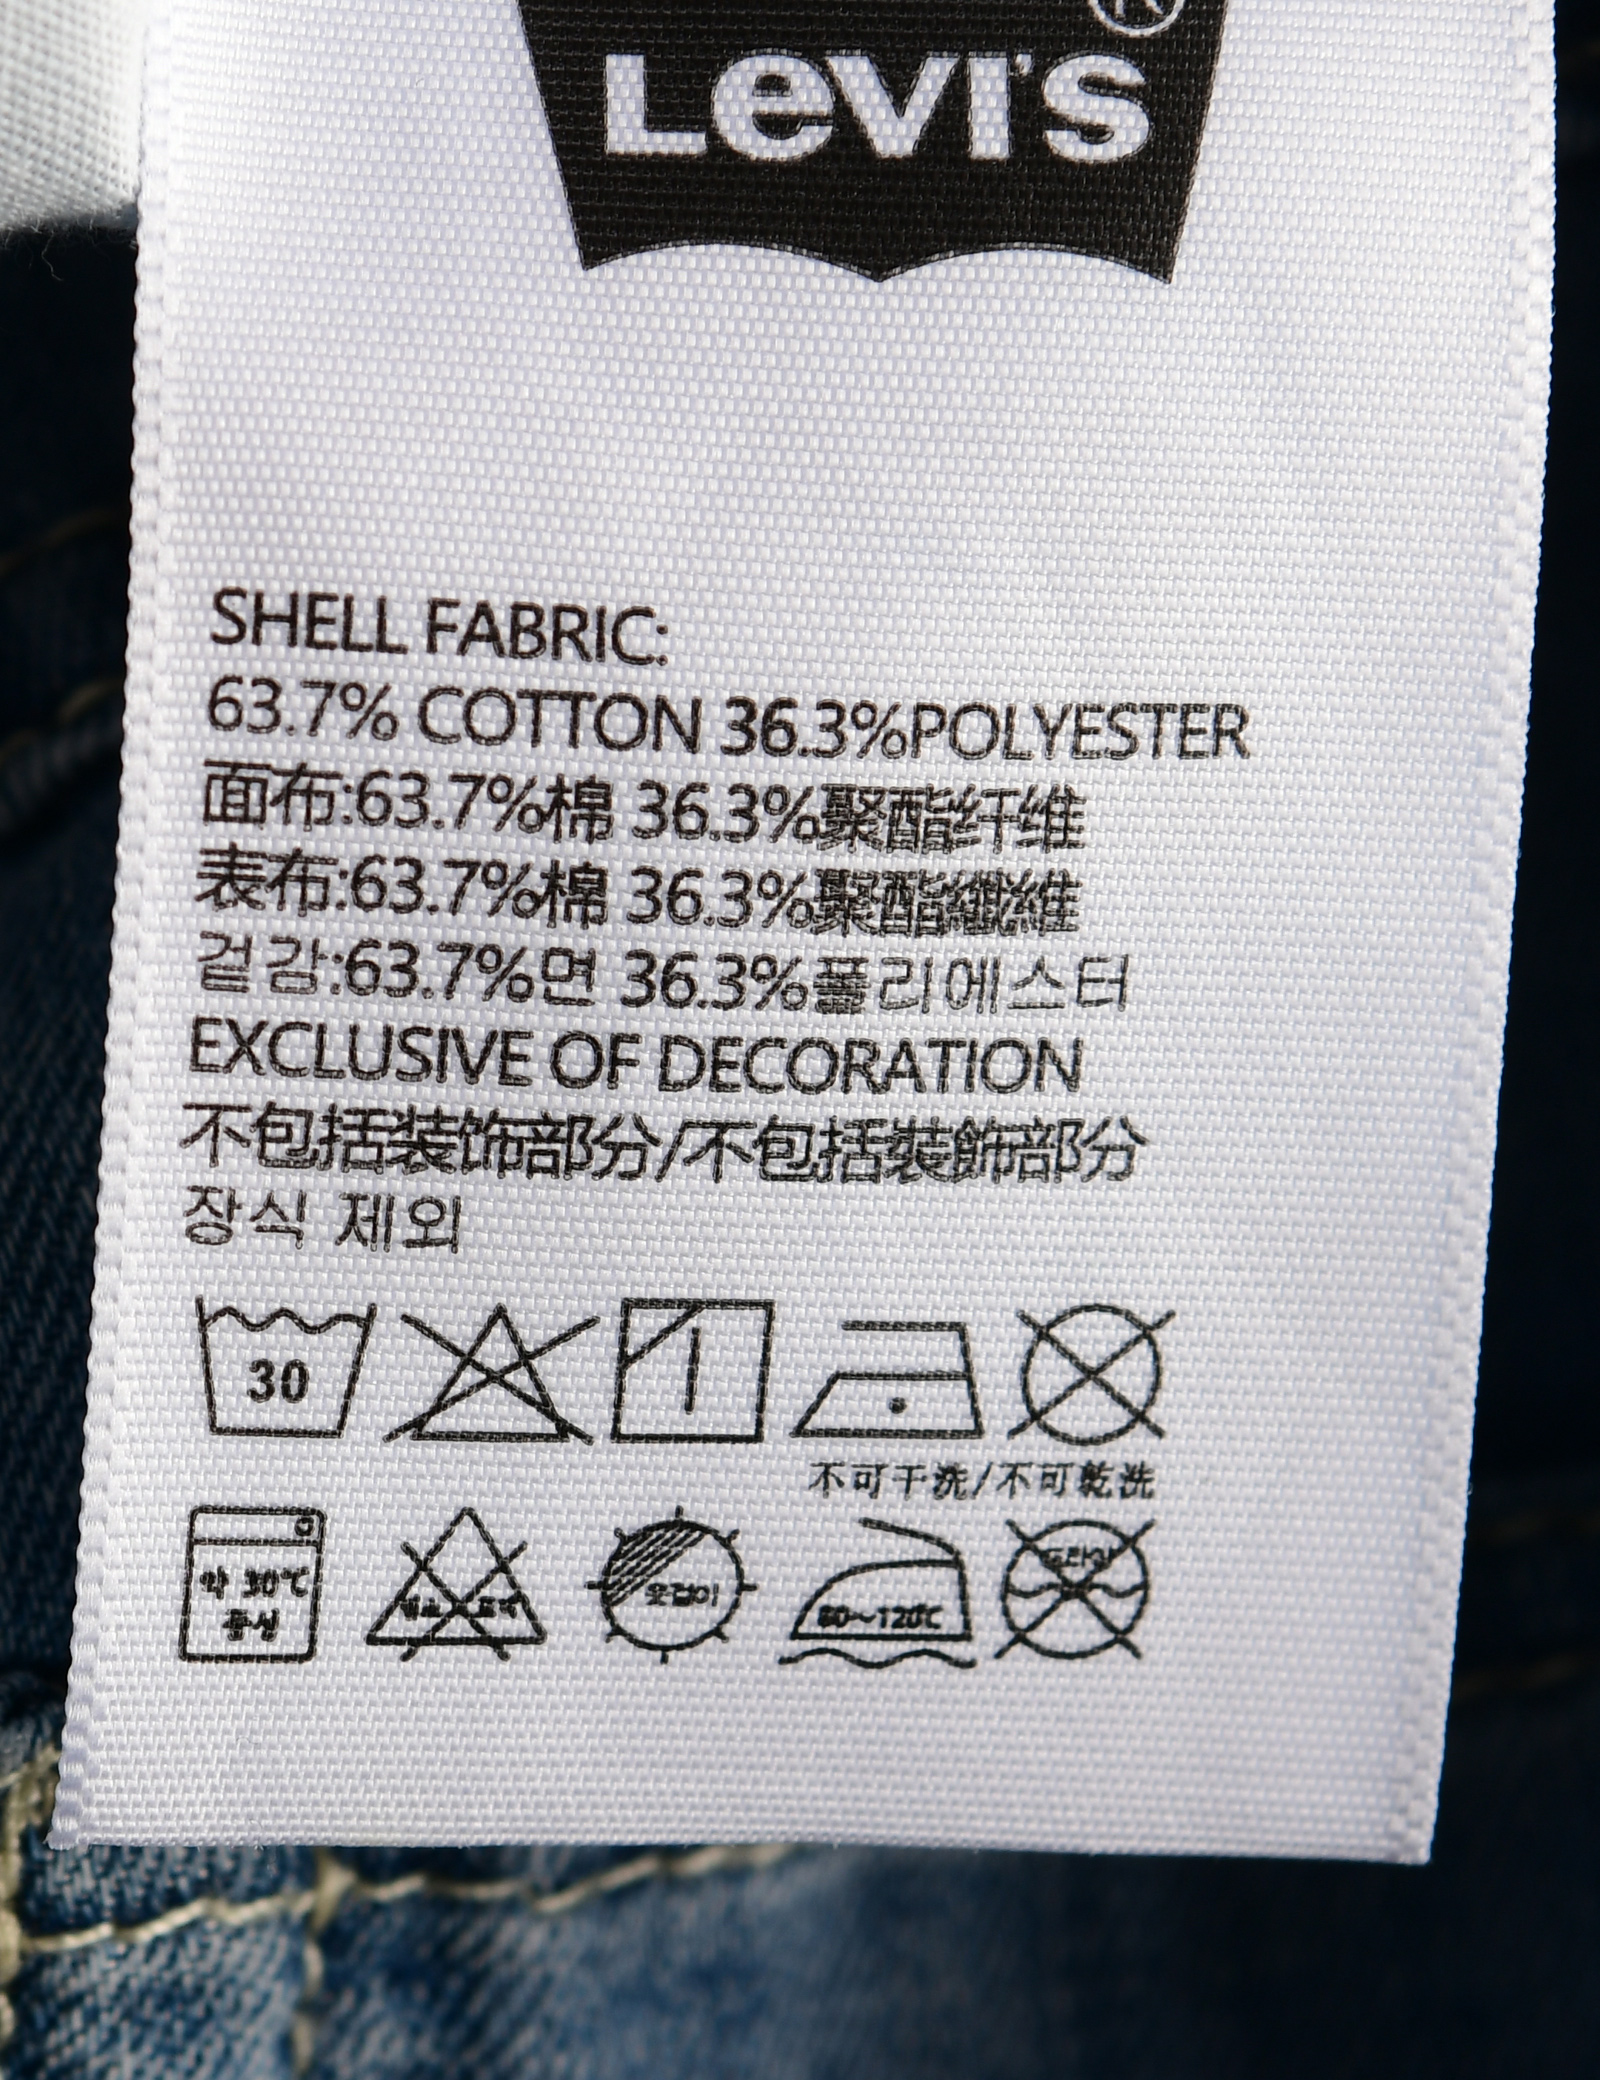 Levi's
®
SHELL FABRIC:
63.7% COTTON 36.3%POLYESTER
面布:63.7%棉 36.3%聚酯纤维
表布:63.7%棉 36.3%聚酯纖維
겉감:63.7%면 36.3%폴리에스터
EXCLUSIVE OF DECORATION
不包括装饰部分/不包括裝飾部分
장식 제외
30
不可干洗/不可乾洗
약 30℃
중성
옷걸이
80~120℃
드라이